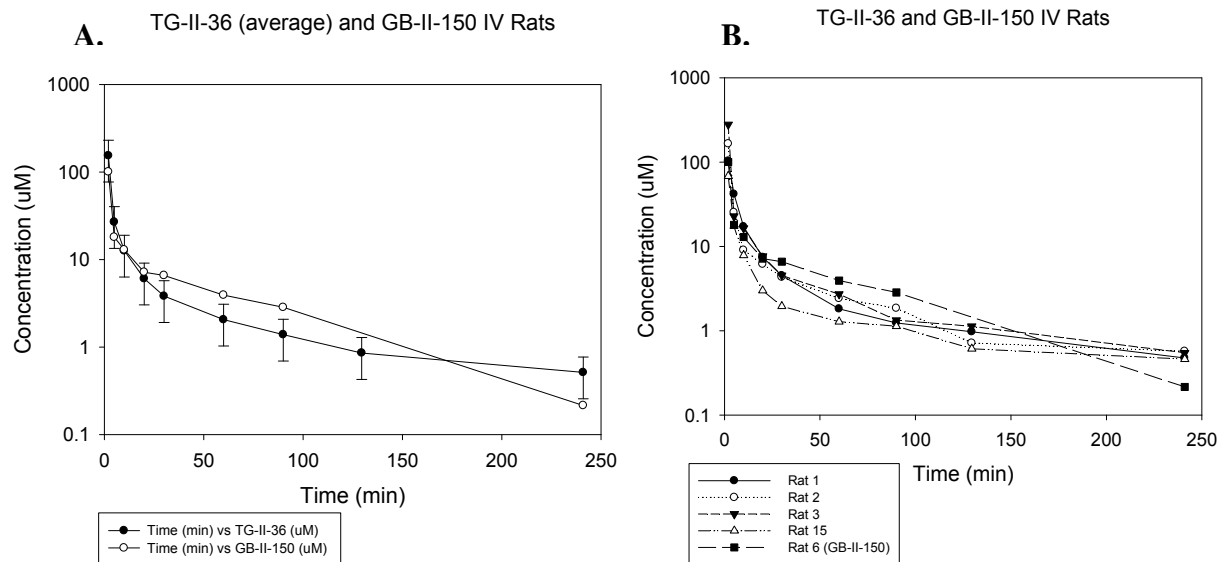 A.
TG-II-36 (average) and GB-II-150 IV Rats
1000
100
10
1
0.1
Concentration (uM)
0
50
100
150
200
250
Time (min)
Time (min) vs TG-II-36 (uM)
Time (min) vs GB-II-150 (uM)
B.
TG-II-36 and GB-II-150 IV Rats
1000
100
10
1
0.1
Concentration (uM)
0
50
100
150
200
250
Time (min)
Rat 1
Rat 2
Rat 3
Rat 15
Rat 6 (GB-II-150)